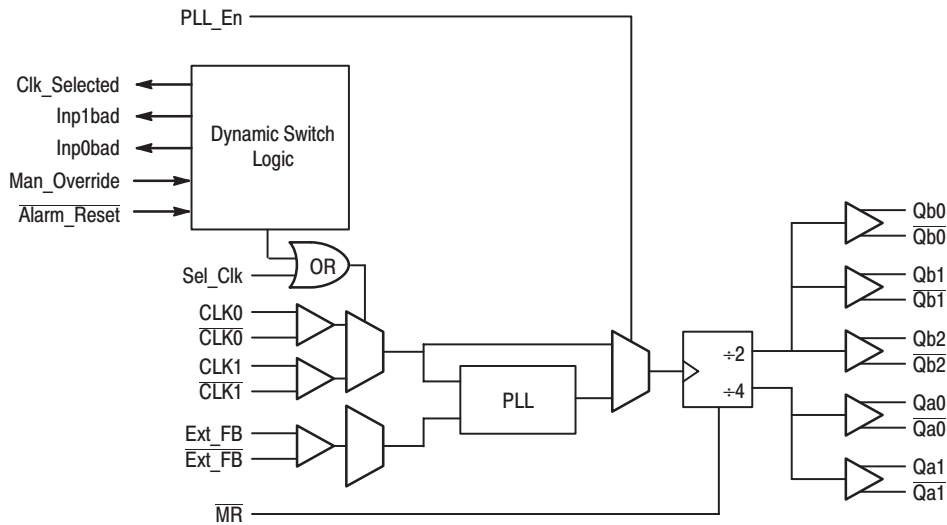 PLL_En
Clk_Selected
Inp1bad
Inp0bad
Man_Override
Alarm_Reset
Dynamic Switch
Logic
OR
Sel_Clk
CLK0
CLK0
CLK1
CLK1
PLL
Ext_FB
Ext_FB
MR
÷2
÷4
Qb0
Qb0
Qb1
Qb1
Qb2
Qb2
Qa0
Qa0
Qa1
Qa1